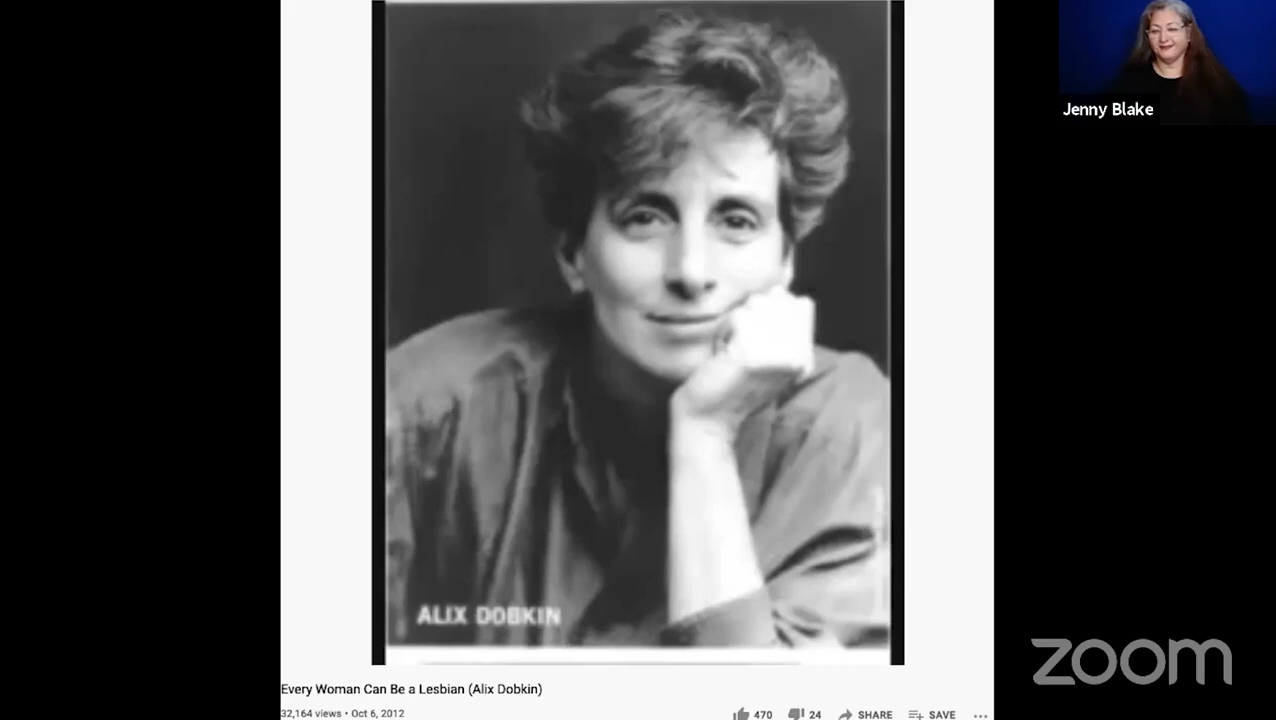 Jenny Blake
ALIX DOBKIN
zoom
Every Woman Can Be a Lesbian (Alix Dobkin)
32,164 views • Oct 6, 2012
470 24 SHARE SAVE ...